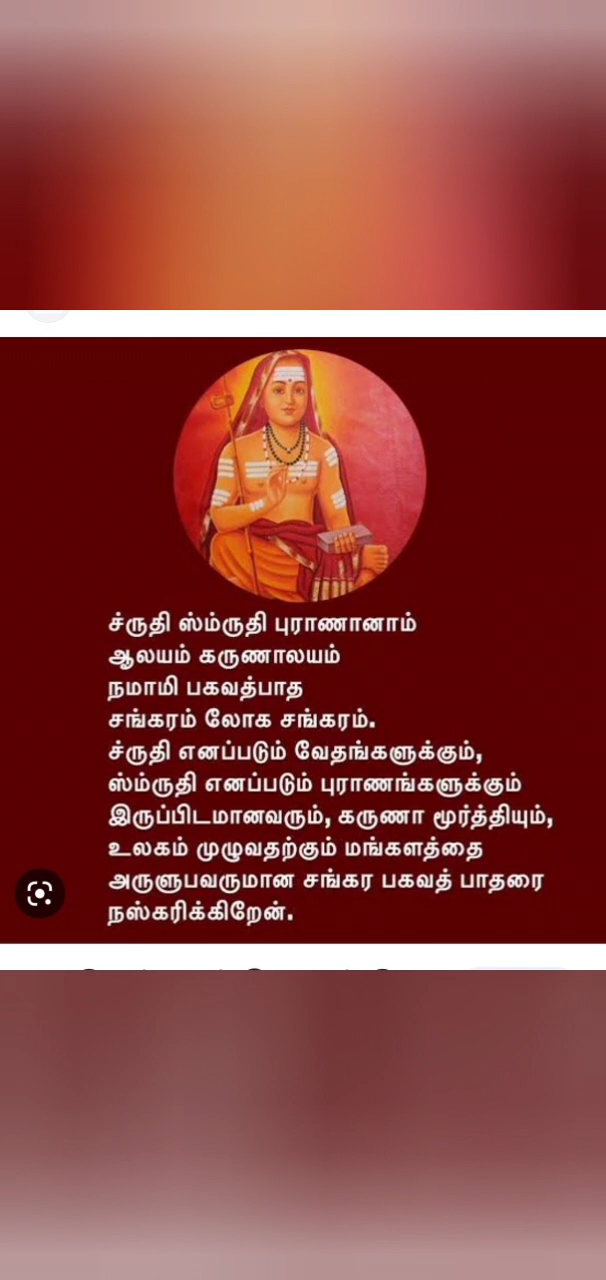 ச்ருதி ஸ்ம்ருதி புராணானாம்
ஆலயம் கருணாலயம்
நமாமி பகவத்பாத
சங்கரம் லோக சங்கரம்.
ச்ருதி எனப்படும் வேதங்களுக்கும்,
ஸ்ம்ருதி எனப்படும் புராணங்களுக்கும்
இருப்பிடமானவரும், கருணா மூர்த்தியும்,
உலகம் முழுவதற்கும் மங்களத்தை
அருளுபவருமான சங்கர பகவத் பாதரை
நஸ்கரிக்கிறேன்.